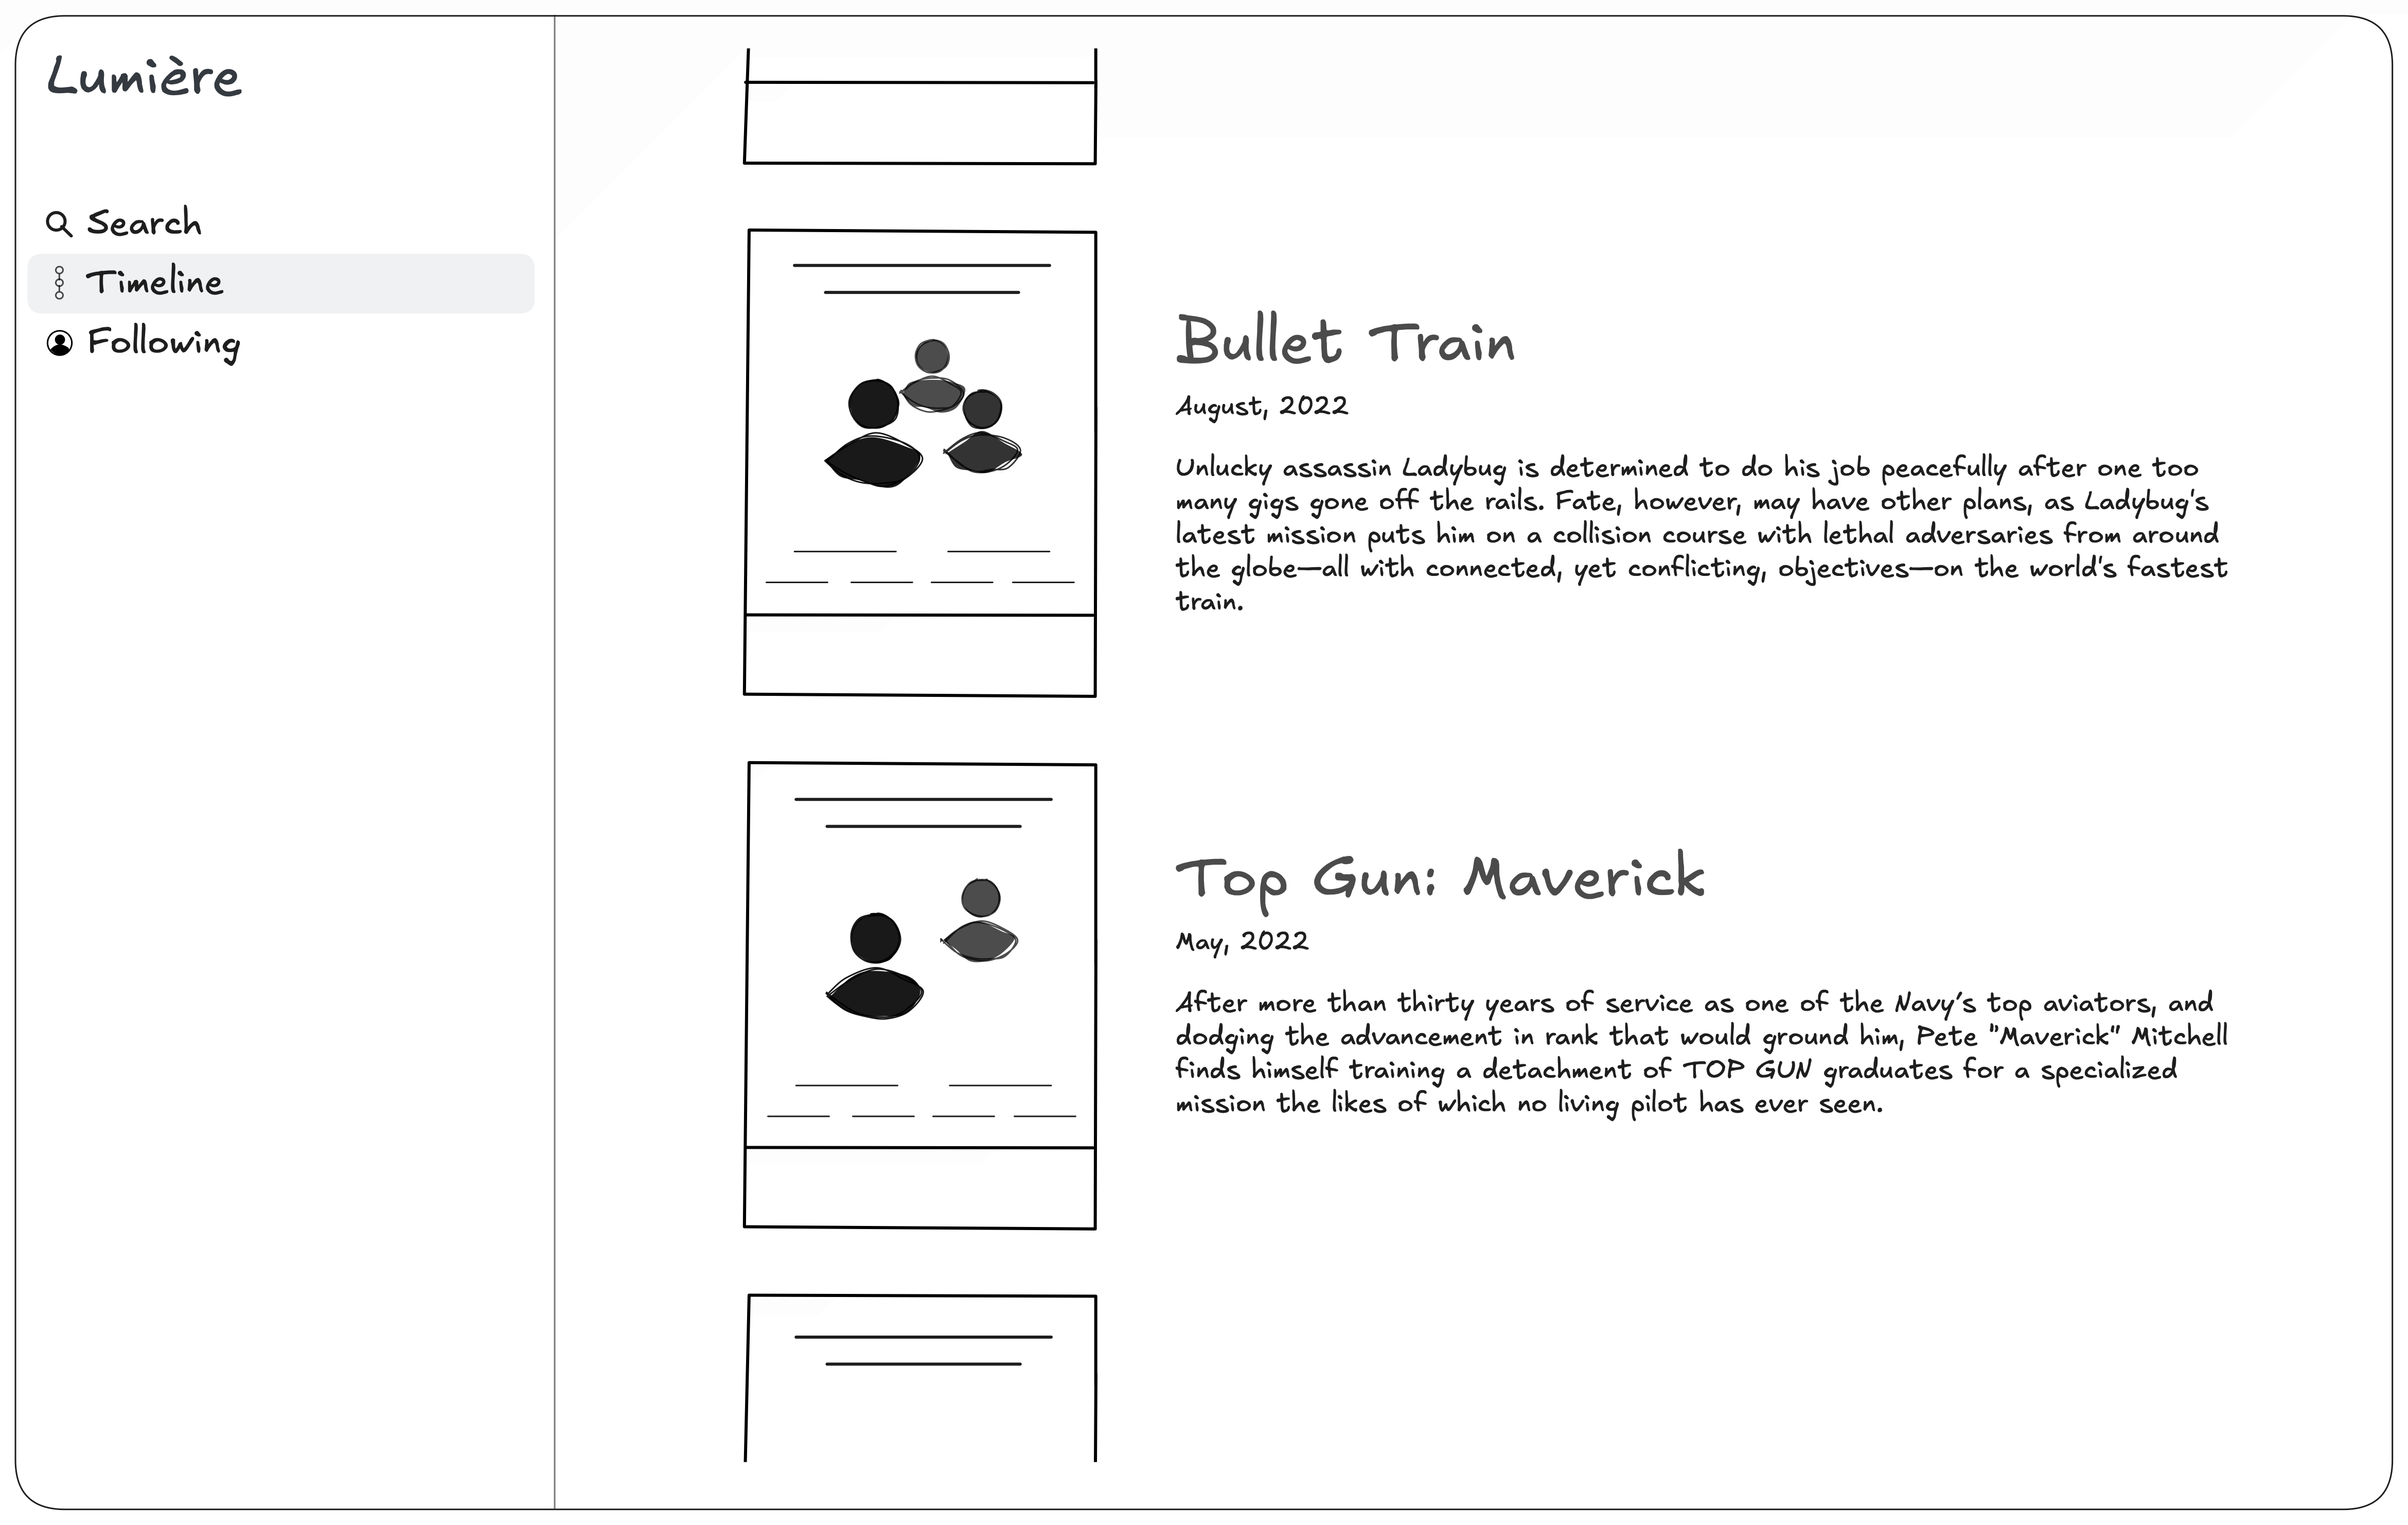 Lumière
Search
Timeline
Following
Bullet Train
August, 2022
Unlucky assassin Ladybug is determined to do his job peacefully after one too
many gigs gone off the rails. Fate, however, may have other plans, as Ladybug's
latest mission puts him on a collision course with lethal adversaries from around
the globe—all with connected, yet conflicting, objectives—on the world's fastest
train.
Top Gun: Maverick
May, 2022
After more than thirty years of service as one of the Navy's top aviators, and
dodging the advancement in rank that would ground him, Pete "Maverick" Mitchell
finds himself training a detachment of TOP GUN graduates for a specialized
mission the likes of which no living pilot has ever seen.